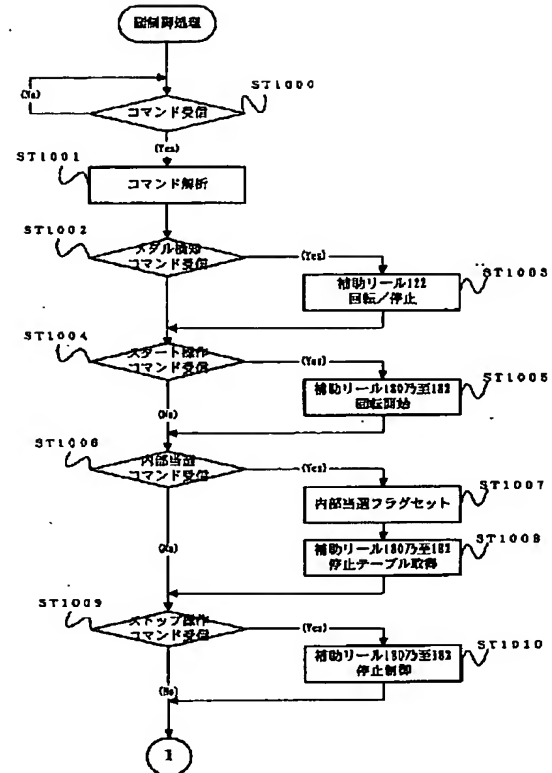 制御処理
ST1000
(No)
コマンド受信
(Yes)
ST1001
コマンド解析
ST1002
メダル検知
コマンド受信
(Yes)
ST1003
補助リール122
回転/停止
ST1004
スタート操作
コマンド受信
(Yes)
ST1005
補助リール180乃至182
回転開始
(No)
ST1006
内部当選
コマンド受信
(Yes)
ST1007
内部当選フラグセット
(No)
補助リール180乃至182
停止テーブル取得
ST1008
ST1009
ストップ操作
コマンド受信
(Yes)
ST1010
補助リール180乃至182
停止制御
(No)
1